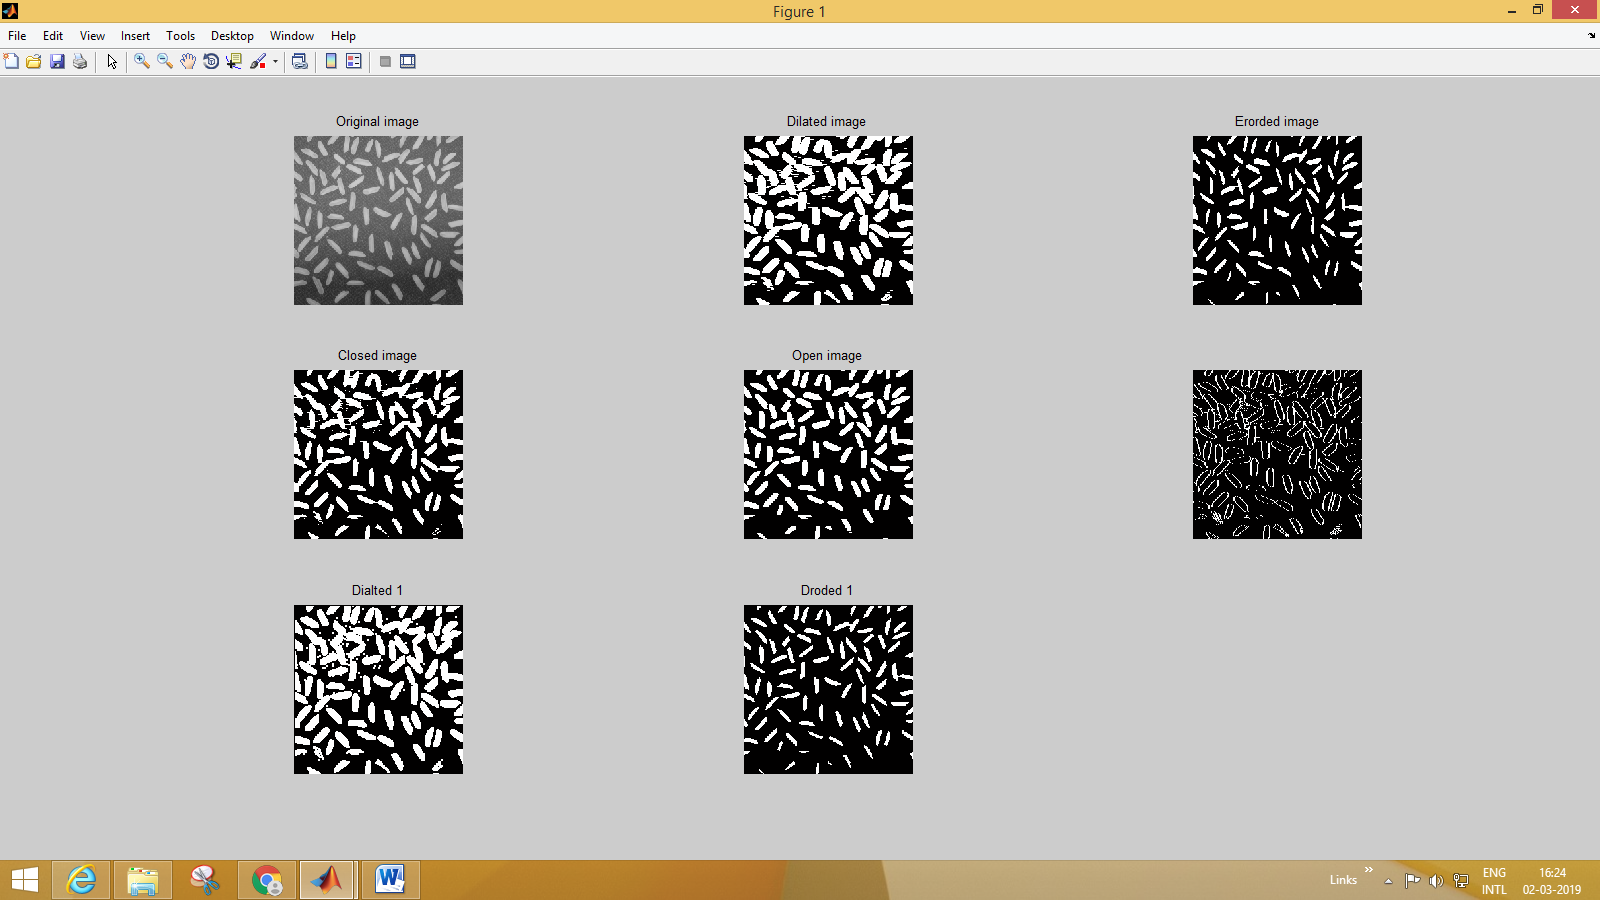 Figure 1
File Edit View Insert Tools Desktop Window Help
Original image
Dilated image
Erorded image
Closed image
Open image
Dialted 1
Droded 1
Links
ENG
INTL
16:24
02-03-2019